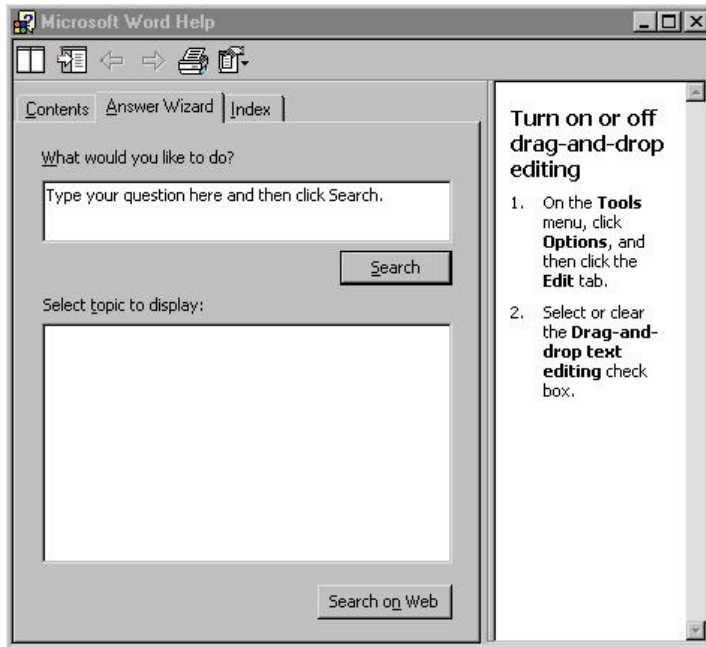 Microsoft Word Help
Contents Answer Wizard Index
What would you like to do?
Type your question here and then click Search.
Search
Select topic to display:
Search on Web
Turn on or off
drag-and-drop
editing
1. On the Tools
menu, click
Options, and
then click the
Edit tab.
2. Select or clear
the Drag-and-
drop text
editing check
box.